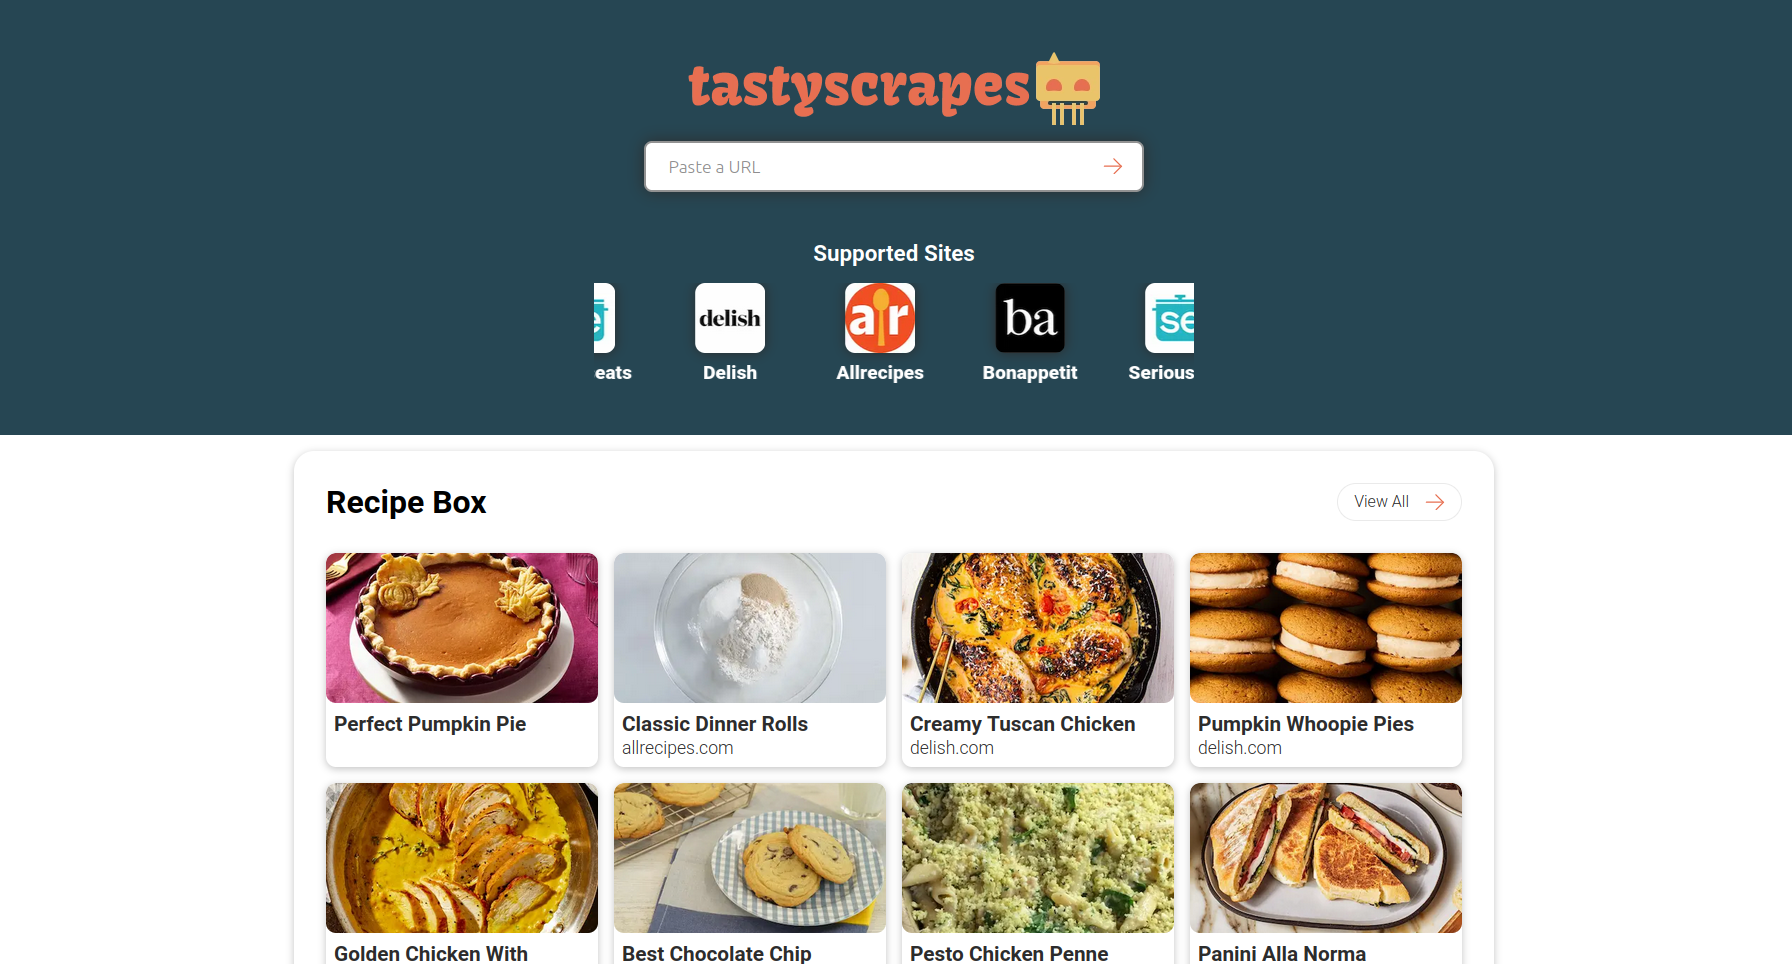 tastyscrapes
Paste a URL
Supported Sites
e delish air ba se
eats Delish Allrecipes Bonappetit Serious
Recipe Box
View All
Perfect Pumpkin Pie
Classic Dinner Rolls
allrecipes.com
Creamy Tuscan Chicken
delish.com
Pumpkin Whoopie Pies
delish.com
Golden Chicken With
Best Chocolate Chip
Pesto Chicken Penne
Panini Alla Norma